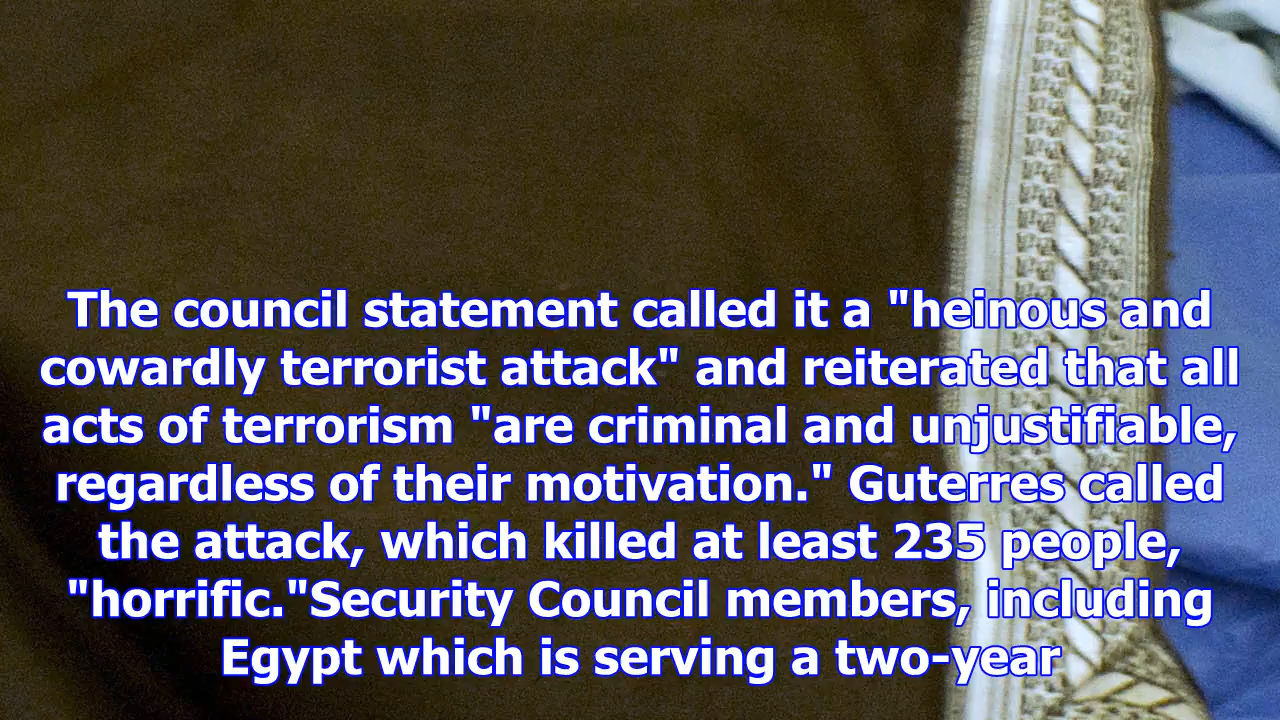 The council statement called it a "heinous and
cowardly terrorist attack" and reiterated that all
acts of terrorism "are criminal and unjustifiable,
regardless of their motivation." Guterres called
the attack, which killed at least 235 people,
"horrific."Security Council members, including
Egypt which is serving a two-year